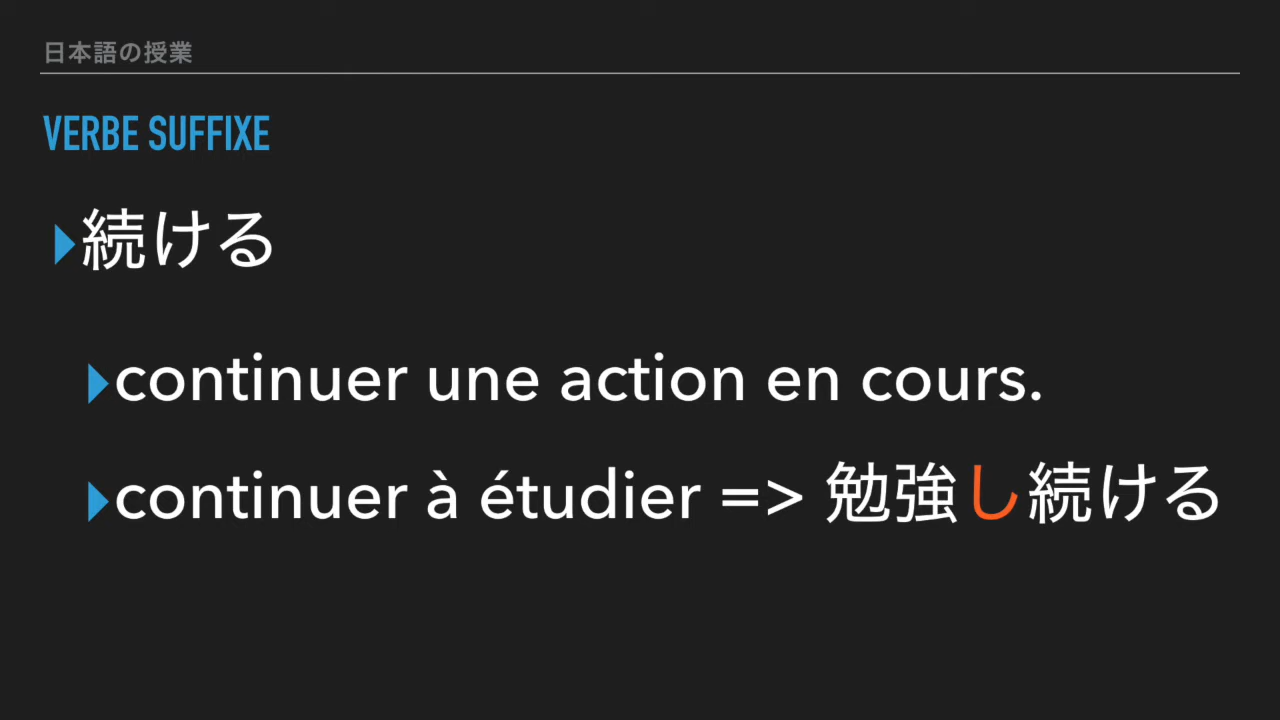 日本語の授業
VERBE SUFFIXE
続ける
continuer une action en cours.
continuer à étudier => 勉強し続ける